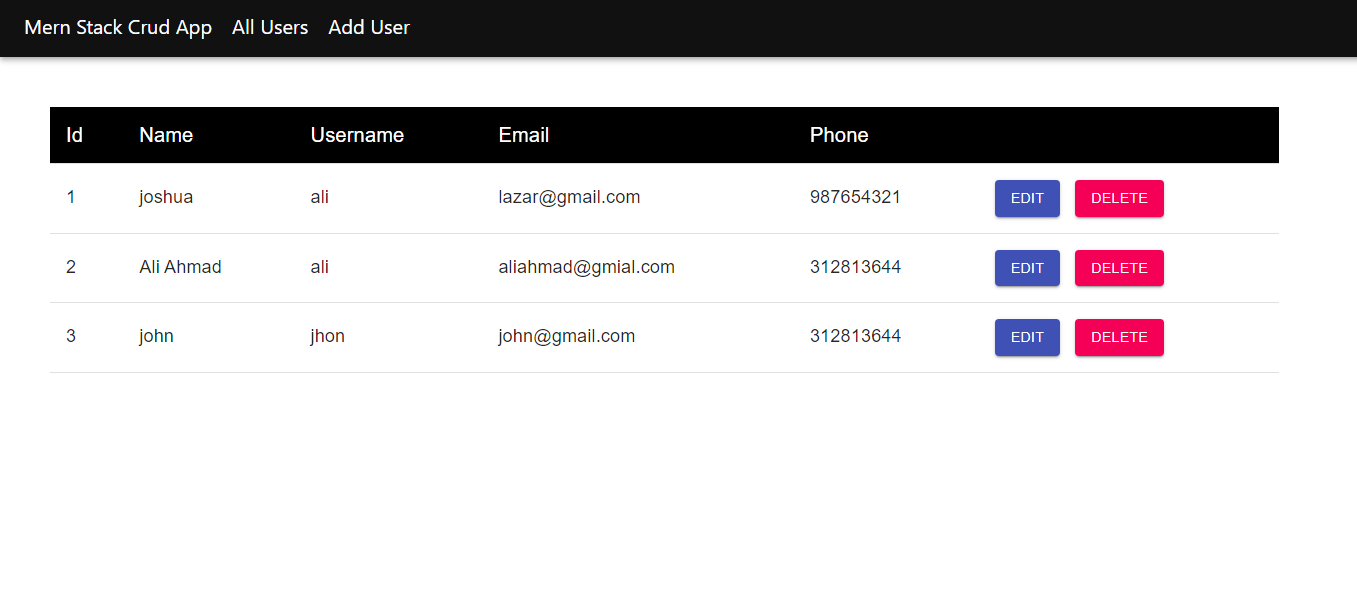 Mern Stack Crud App All Users Add User
Id Name Username Email Phone
1 joshua ali lazar@gmail.com 987654321 EDIT DELETE
2 Ali Ahmad ali aliahmad@gmial.com 312813644 EDIT DELETE
3 john jhon john@gmail.com 312813644 EDIT DELETE